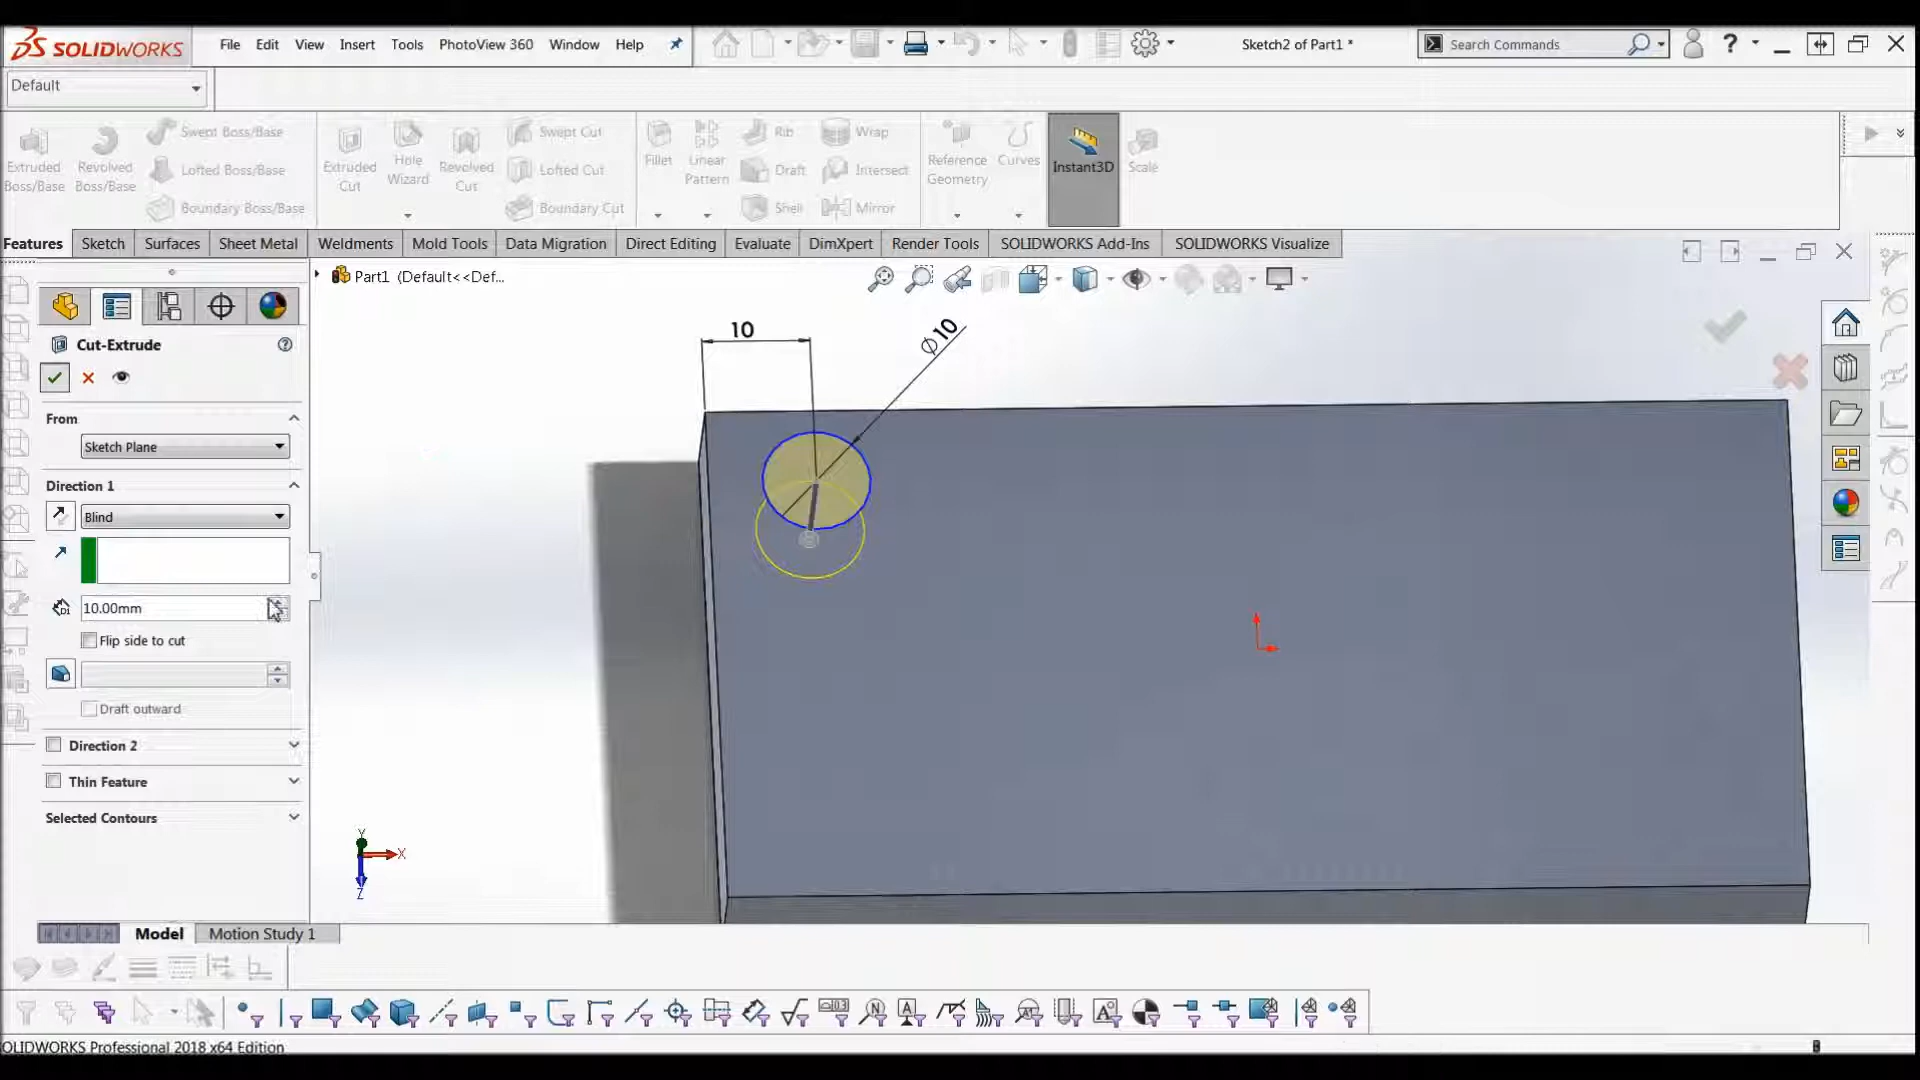 SOLIDWORKS File Edit View Insert Tools PhotoView 360 Window Help Sketch2 of Part1 * Search Commands ?
Default
Extruded Boss/Base
Revolved Boss/Base
Swept Boss/Base
Lofted Boss/Base
Boundary Boss/Base
Extruded Cut
Hole Wizard
Revolved Cut
Swept Cut
Lofted Cut
Boundary Cut
Fillet
Linear Pattern
Rib
Draft
Shell
Wrap
Intersect
Mirror
Reference Geometry
Curves
Instant3D
Scale
Features Sketch Surfaces Sheet Metal Weldments Mold Tools Data Migration Direct Editing Evaluate DimXpert Render Tools SOLIDWORKS Add-Ins SOLIDWORKS Visualize
Part1 (Default<<Def...
Cut-Extrude
10
Ø10
From
Sketch Plane
Direction 1
Blind
10.00mm
Flip side to cut
Draft outward
Direction 2
Thin Feature
Selected Contours
Y
X
Z
Model Motion Study 1
OLIDWORKS Professional 2018 x64 Edition